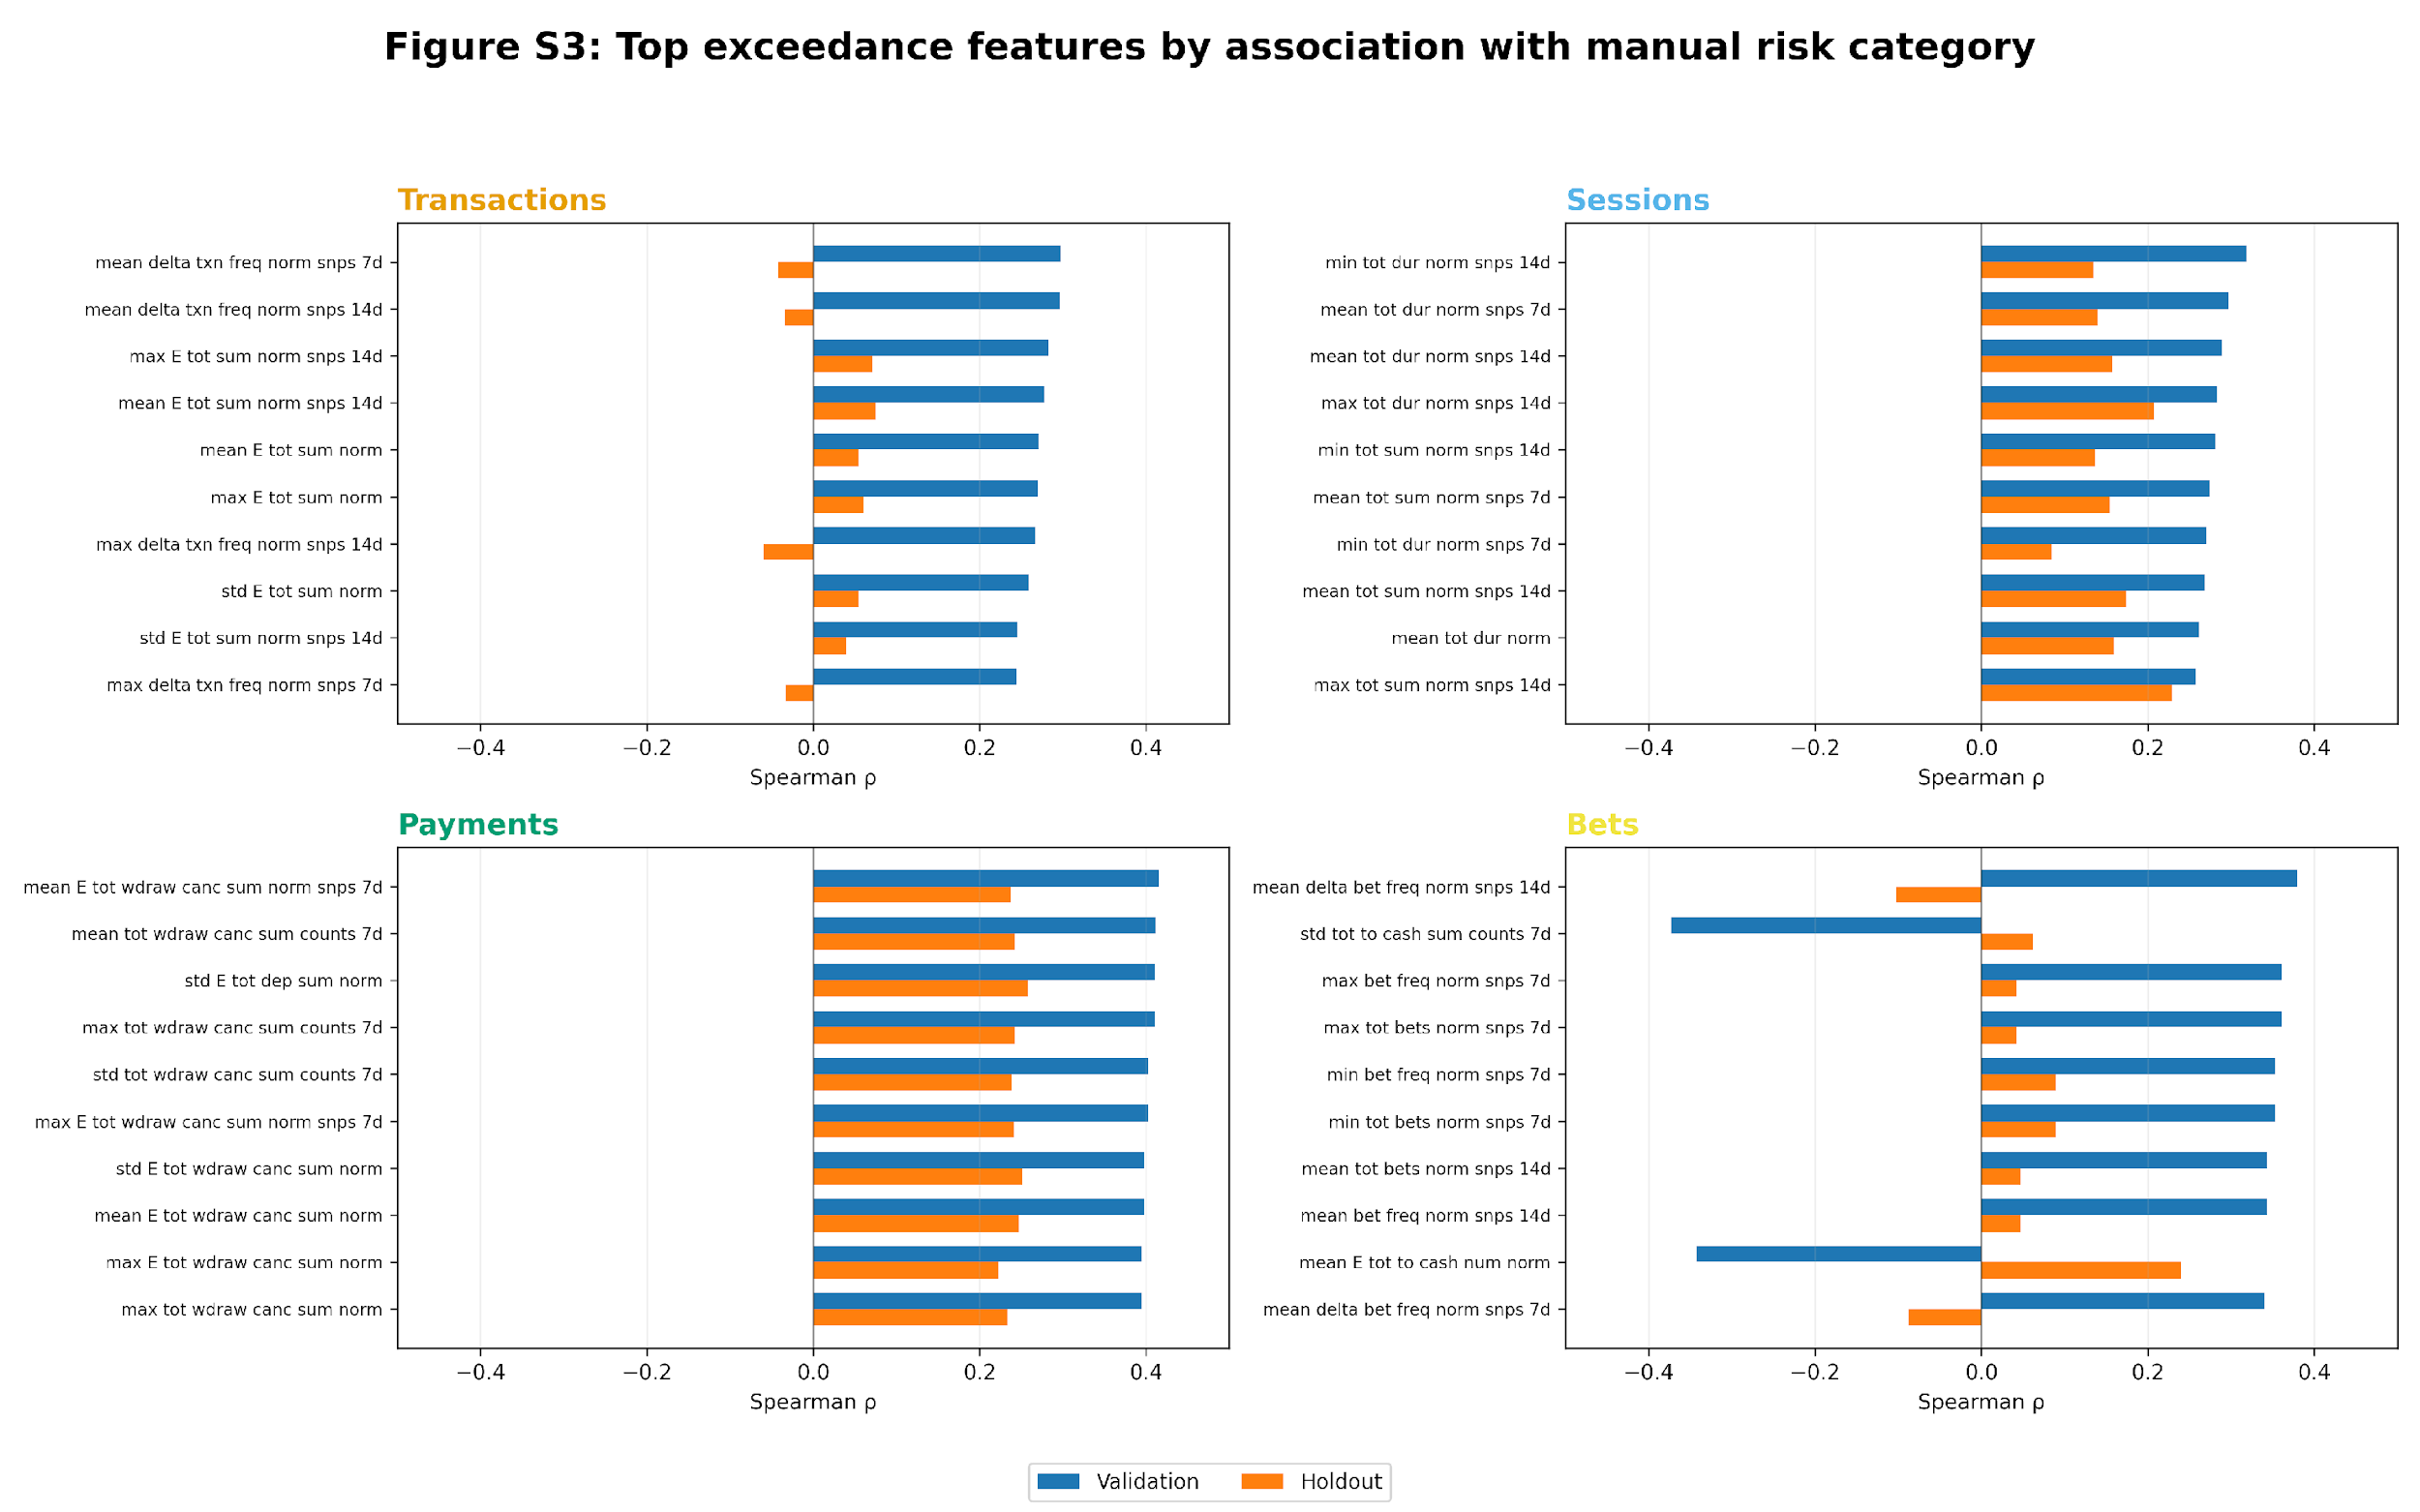 Figure S3: Top exceedance features by association with manual risk category
Transactions
mean delta txn freq norm snps 7d
mean delta txn freq norm snps 14d
max E tot sum norm snps 14d
mean E tot sum norm snps 14d
mean E tot sum norm
max E tot sum norm
max delta txn freq norm snps 14d
std E tot sum norm
std E tot sum norm snps 14d
max delta txn freq norm snps 7d
−0.4 −0.2 0.0 0.2 0.4
Spearman ρ
Sessions
min tot dur norm snps 14d
mean tot dur norm snps 7d
mean tot dur norm snps 14d
max tot dur norm snps 14d
min tot sum norm snps 14d
mean tot sum norm snps 7d
min tot dur norm snps 7d
mean tot sum norm snps 14d
mean tot dur norm
max tot sum norm snps 14d
−0.4 −0.2 0.0 0.2 0.4
Spearman ρ
Payments
mean E tot wdraw canc sum norm snps 7d
mean tot wdraw canc sum counts 7d
std E tot dep sum norm
max tot wdraw canc sum counts 7d
std tot wdraw canc sum counts 7d
max E tot wdraw canc sum norm snps 7d
std E tot wdraw canc sum norm
mean E tot wdraw canc sum norm
max E tot wdraw canc sum norm
max tot wdraw canc sum norm
−0.4 −0.2 0.0 0.2 0.4
Spearman ρ
Bets
mean delta bet freq norm snps 14d
std tot to cash sum counts 7d
max bet freq norm snps 7d
max tot bets norm snps 7d
min bet freq norm snps 7d
min tot bets norm snps 7d
mean tot bets norm snps 14d
mean bet freq norm snps 14d
mean E tot to cash num norm
mean delta bet freq norm snps 7d
−0.4 −0.2 0.0 0.2 0.4
Spearman ρ
Validation Holdout